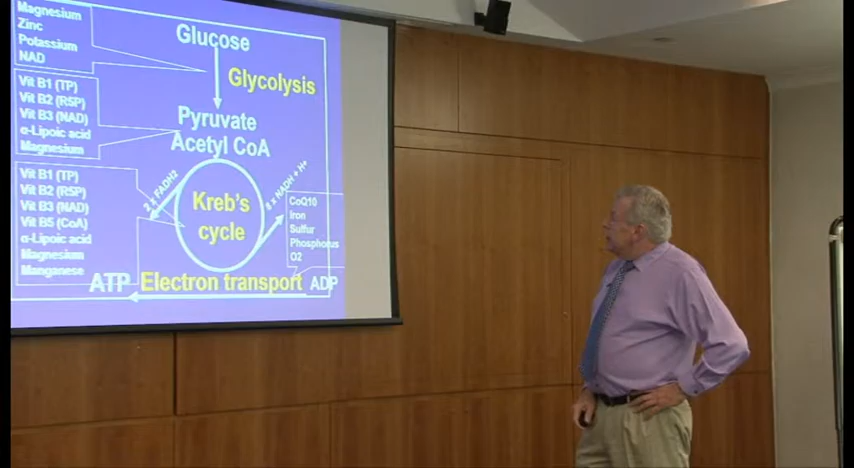 Magnesium
Zinc
Potassium
NAD
Glucose
Glycolysis
Vit B1 (TP)
Vit B2 (R5P)
Vit B3 (NAD)
α-Lipoic acid
Magnesium
Pyruvate
Acetyl CoA
Vit B1 (TP)
Vit B2 (R5P)
Vit B3 (NAD)
Vit B5 (CoA)
α-Lipoic acid
Magnesium
Manganese
2 x FADH2
Kreb's
cycle
8 x NADH + H+
CoQ10
Iron
Sulfur
Phosphorus
O2
ATP
Electron transport
ADP